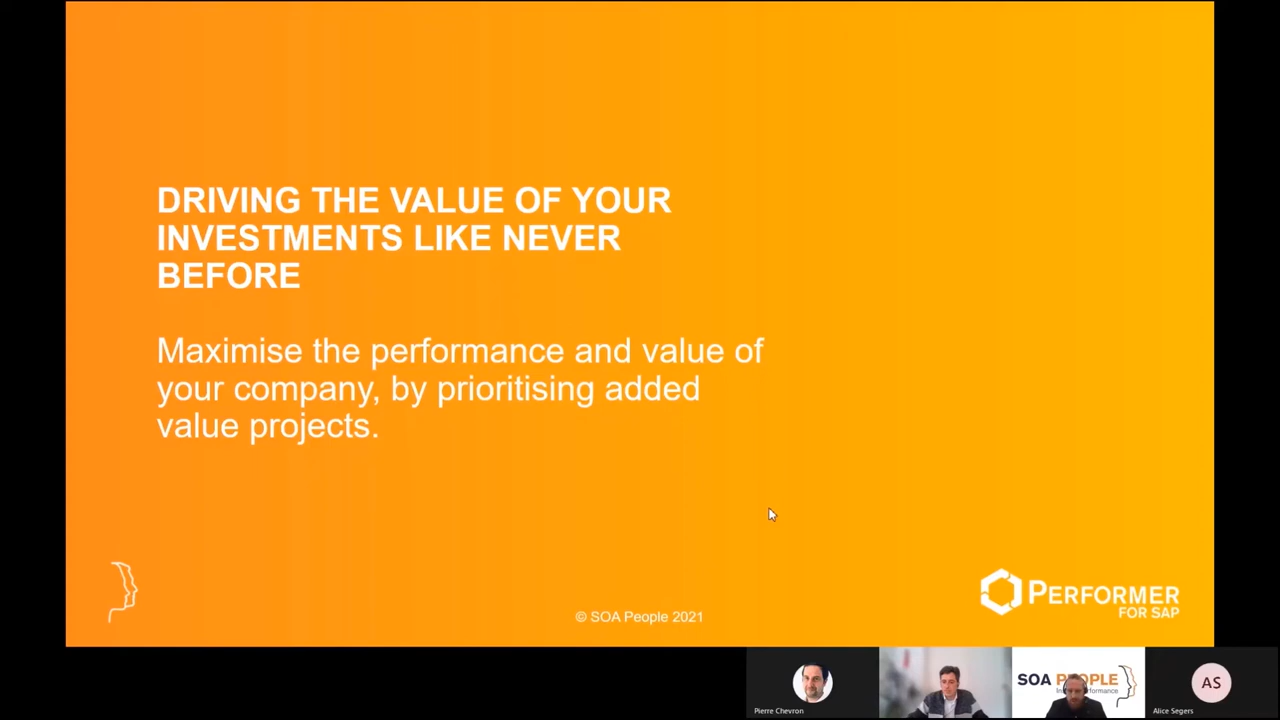 DRIVING THE VALUE OF YOUR
INVESTMENTS LIKE NEVER
BEFORE
Maximise the performance and value of
your company, by prioritising added
value projects.
PERFORMER
FOR SAP
© SOA People 2021
SOA PEOPLE
Pierre Chevron
AS
Alice Segers